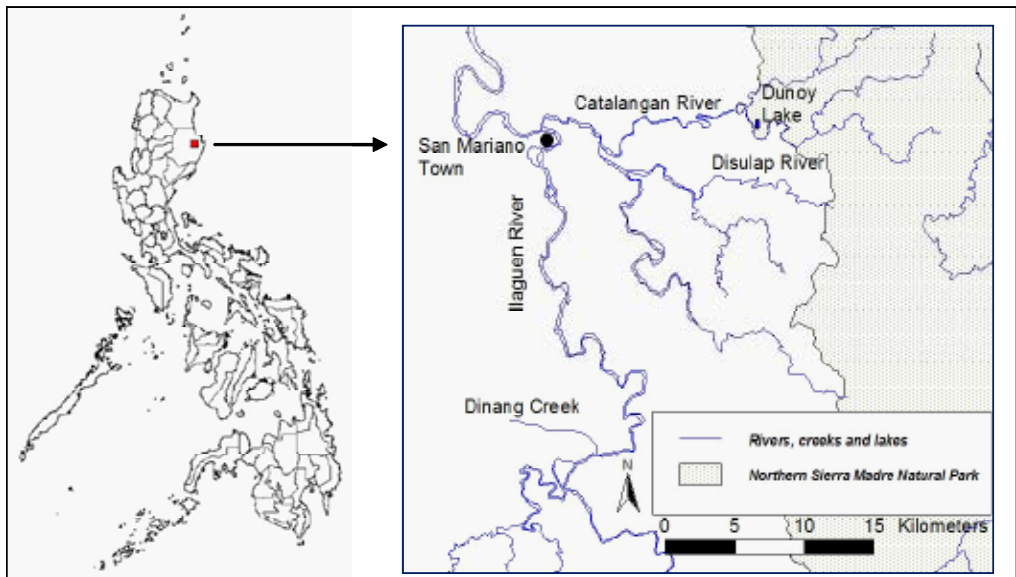 Catalangan River
Dunoy
Lake
San Mariano
Town
Disulap River
Ilaguen River
Dinang Creek
Rivers, creeks and lakes
Northern Sierra Madre Natural Park
N
0 5 10 15 Kilometers